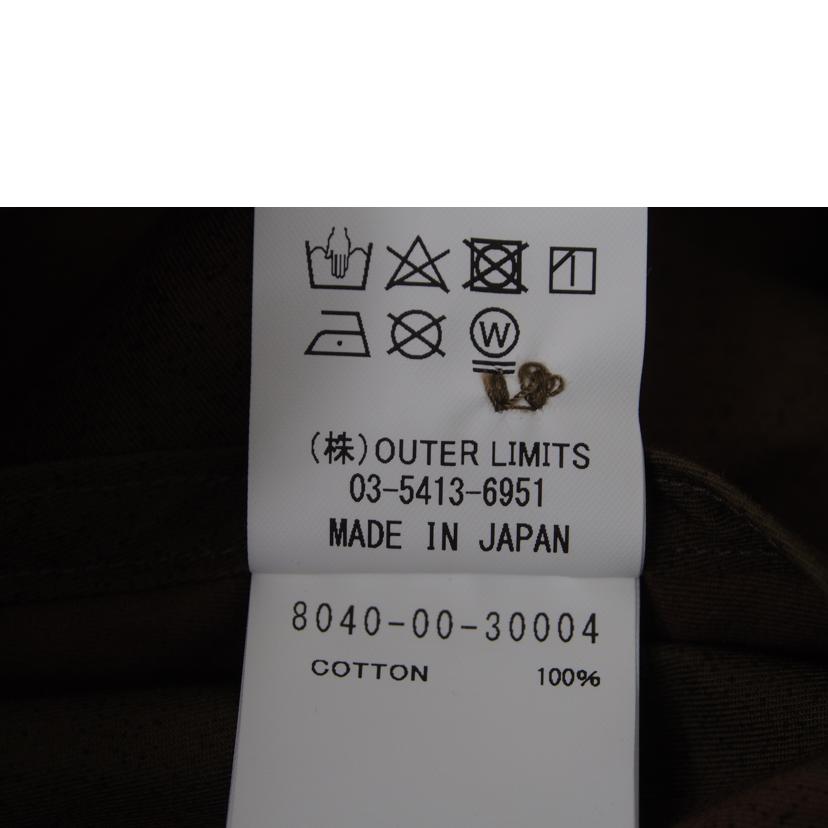 W
(株)OUTER LIMITS
03-5413-6951
MADE IN JAPAN
8040-00-30004
COTTON 100%